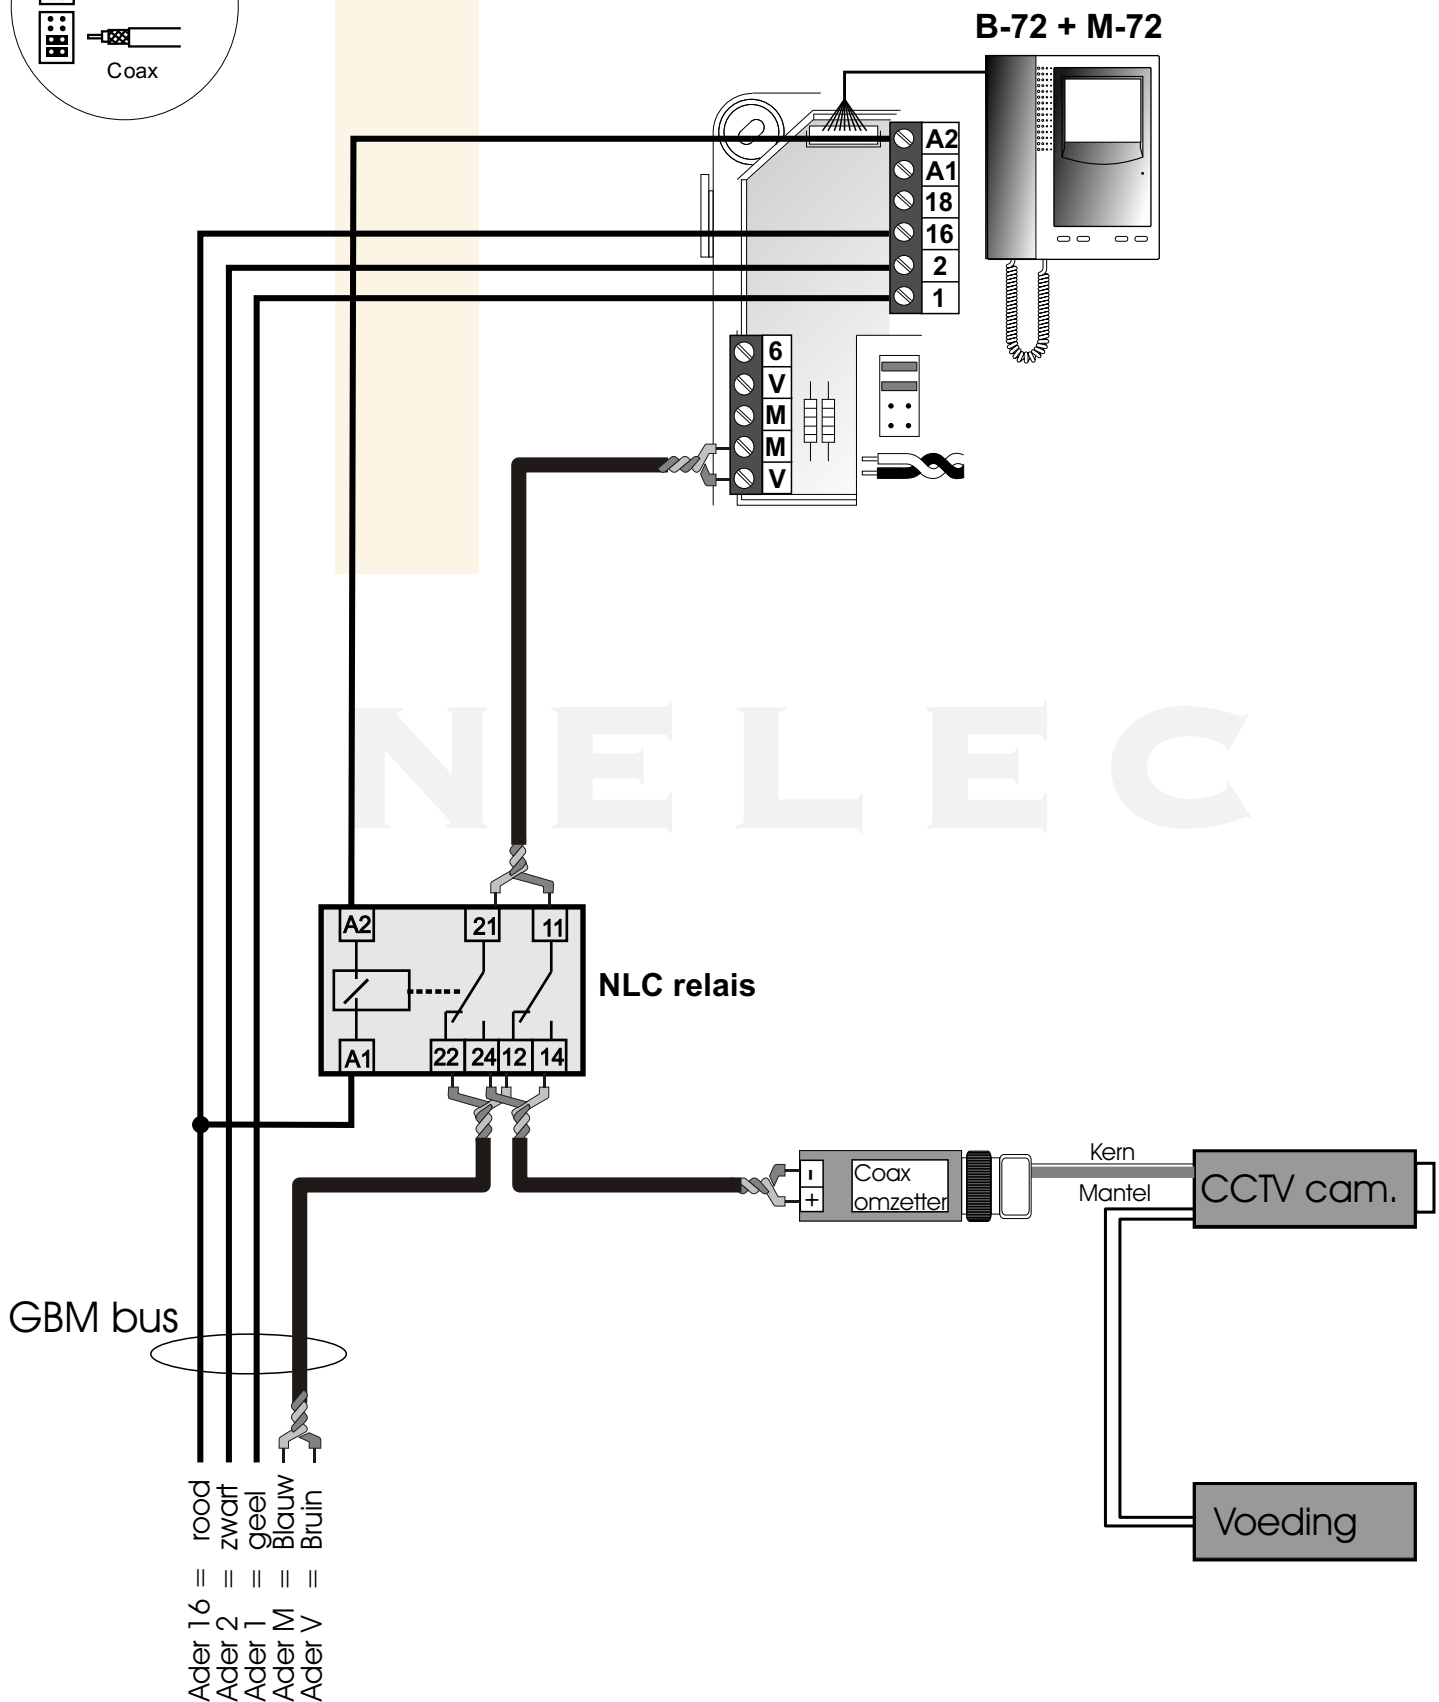 B-72 + M-72
Coax
A2
A1
18
16
2
1
6
V
M
M
V
NELEC
A2
21
11
NLC relais
A1
22
24
12
14
Kern
Mantel
-
+
Coax
omzetter
CCTV cam.
GBM bus
Voeding
Ader 16 = rood
Ader 2 = zwart
Ader 1 = geel
Ader M = Blauw
Ader V = Bruin